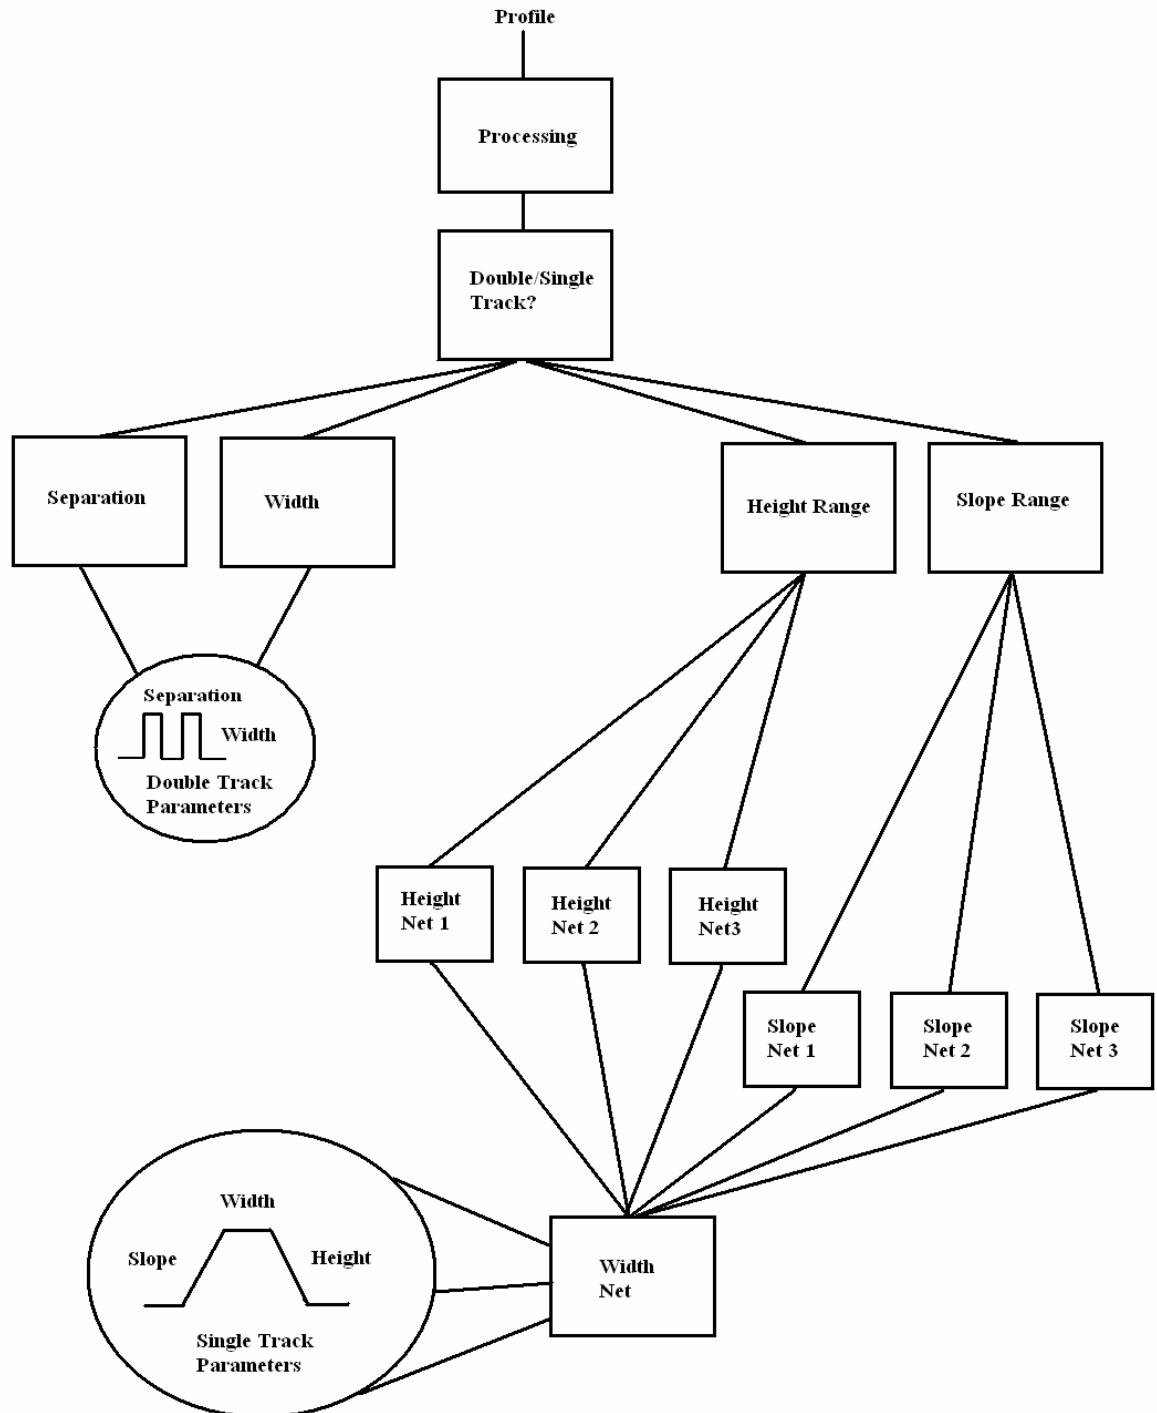 Profile
Processing
Double/Single
Track?
Separation
Width
Height Range
Slope Range
Separation
Width
Double Track
Parameters
Height
Net 1
Height
Net 2
Height
Net3
Slope
Net 1
Slope
Net 2
Slope
Net 3
Width
Slope
Height
Single Track
Parameters
Width
Net